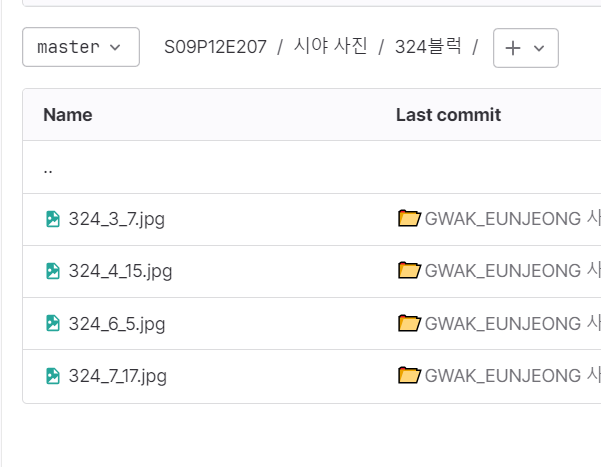 master S09P12E207 / 시야 사진 / 324블럭 / +
Name Last commit
..
324_3_7.jpg GWAK_EUNJEONG 사
324_4_15.jpg GWAK_EUNJEONG 사
324_6_5.jpg GWAK_EUNJEONG 사
324_7_17.jpg GWAK_EUNJEONG 사